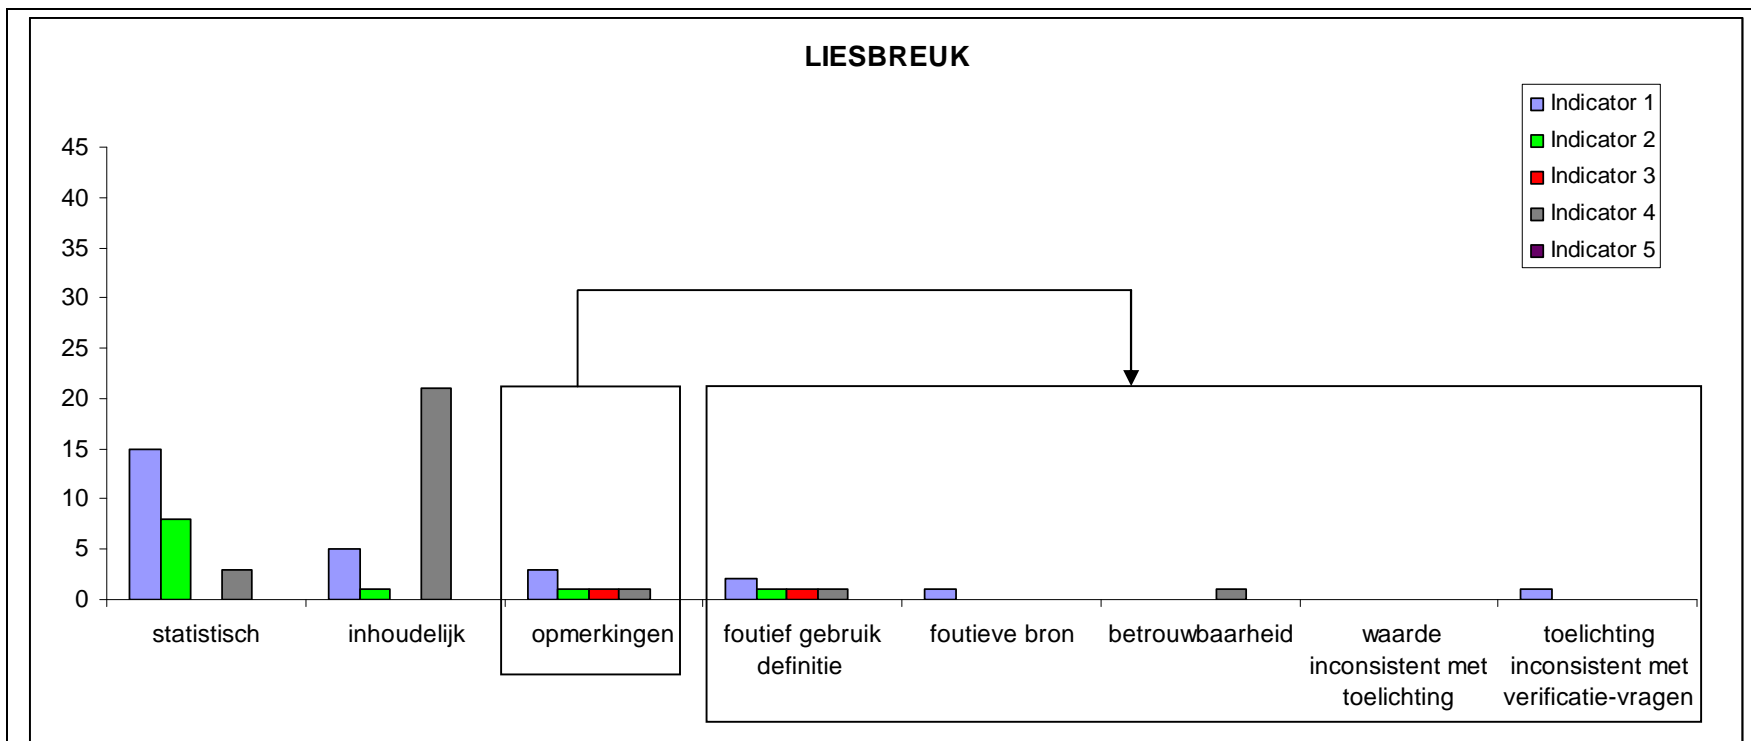 LIESBREUK
Indicator 1
Indicator 2
Indicator 3
Indicator 4
Indicator 5
45
40
35
30
25
20
15
10
5
0
statistisch
inhoudelijk
opmerkingen
foutief gebruik
definitie
foutieve bron
betrouwbaarheid
waarde
inconsistent met
toelichting
toelichting
inconsistent met
verificatie-vragen